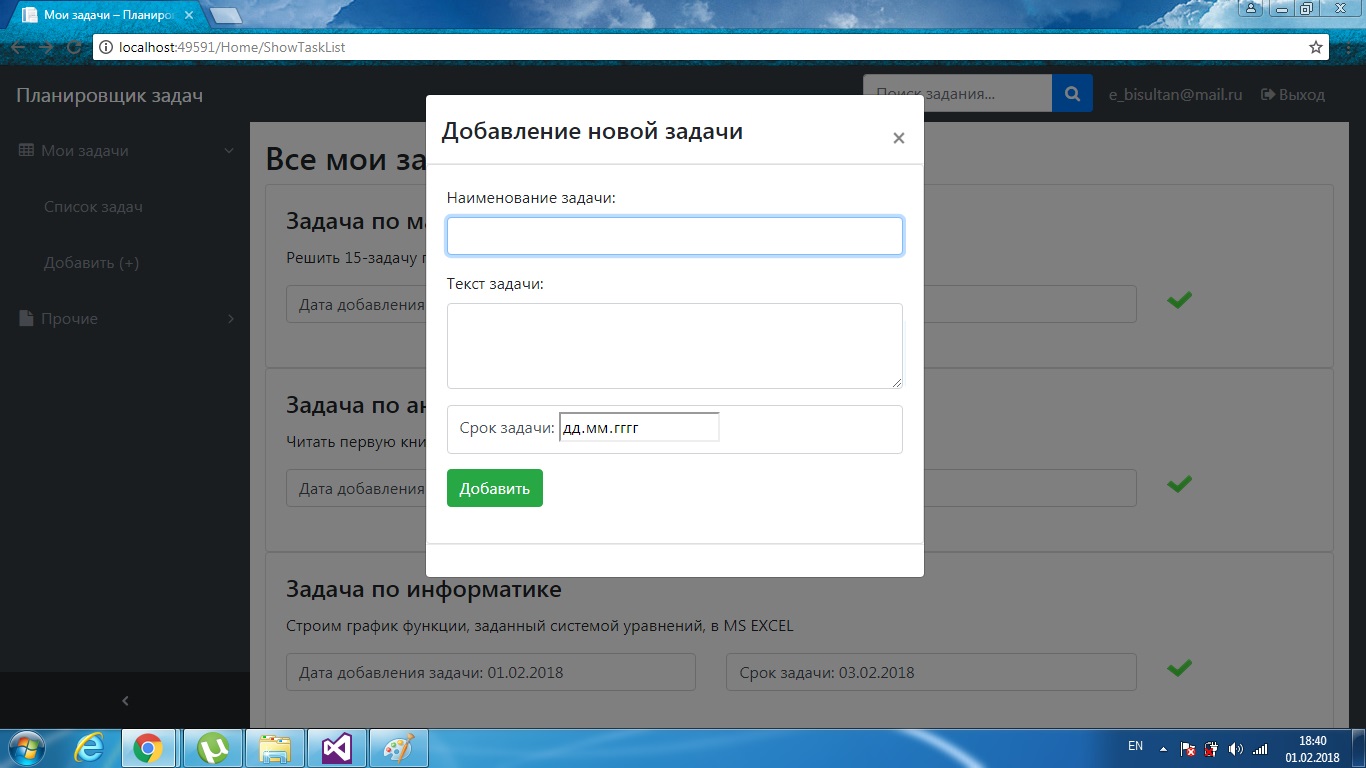 Мои задачи – Планиро
localhost:49591/Home/ShowTaskList
Планировщик задач
Поиск задания...
e_bisultan@mail.ru
Выход
Мои задачи
Список задач
Добавить (+)
Прочие
Все мои за
Задача по ма
Решить 15-задачу
Дата добавления
Задача по ан
Читать первую кни
Дата добавления
Задача по информатике
Строим график функции, заданный системой уравнений, в MS EXCEL
Дата добавления задачи: 01.02.2018
Срок задачи: 03.02.2018
Добавление новой задачи
×
Наименование задачи:
Текст задачи:
Срок задачи: дд.мм.гггг
Добавить
EN
18:40
01.02.2018